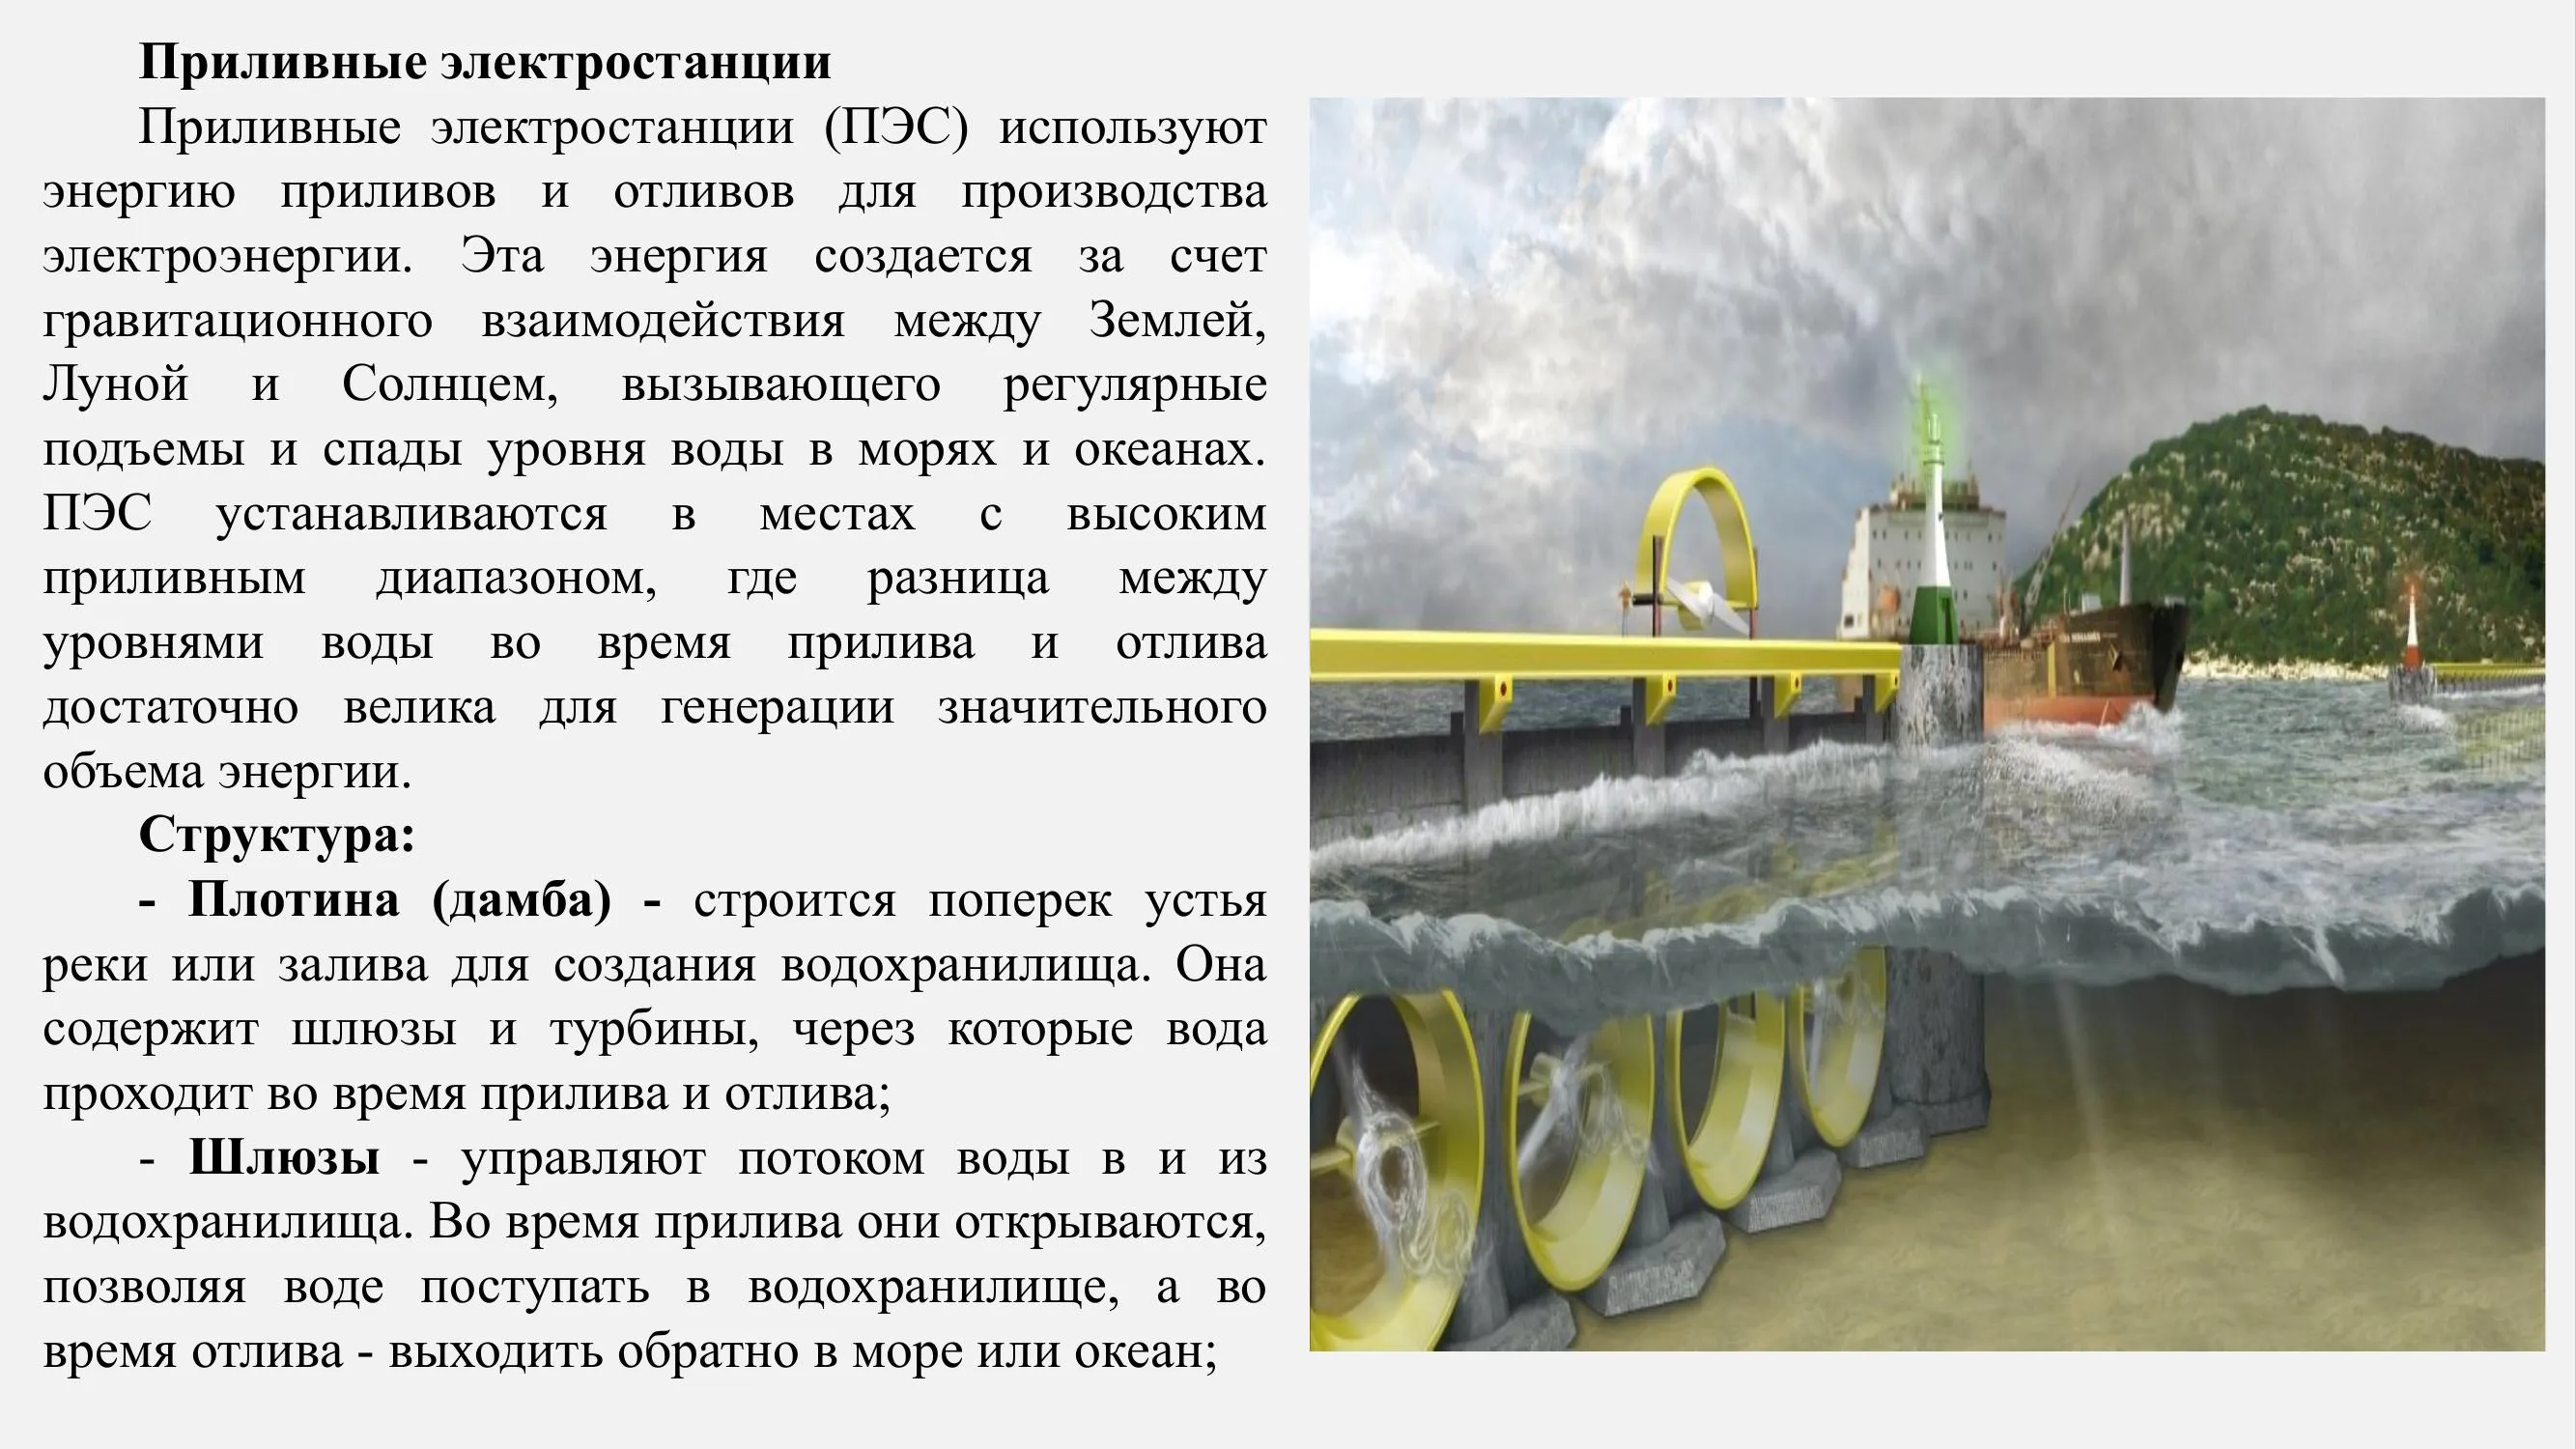 Приливные электростанции
Приливные электростанции (ПЭС) используют
энергию приливов и отливов для производства
электроэнергии. Эта энергия создается за счет
гравитационного взаимодействия между Землей,
Луной и Солнцем, вызывающего регулярные
подъемы и спады уровня воды в морях и океанах.
ПЭС устанавливаются в местах с высоким
приливным диапазоном, где разница между
уровнями воды во время прилива и отлива
достаточно велика для генерации значительного
объема энергии.
Структура:
- Плотина (дамба) - строится поперек устья
реки или залива для создания водохранилища. Она
содержит шлюзы и турбины, через которые вода
проходит во время прилива и отлива;
- Шлюзы - управляют потоком воды в и из
водохранилища. Во время прилива они открываются,
позволяя воде поступать в водохранилище, а во
время отлива - выходить обратно в море или океан;